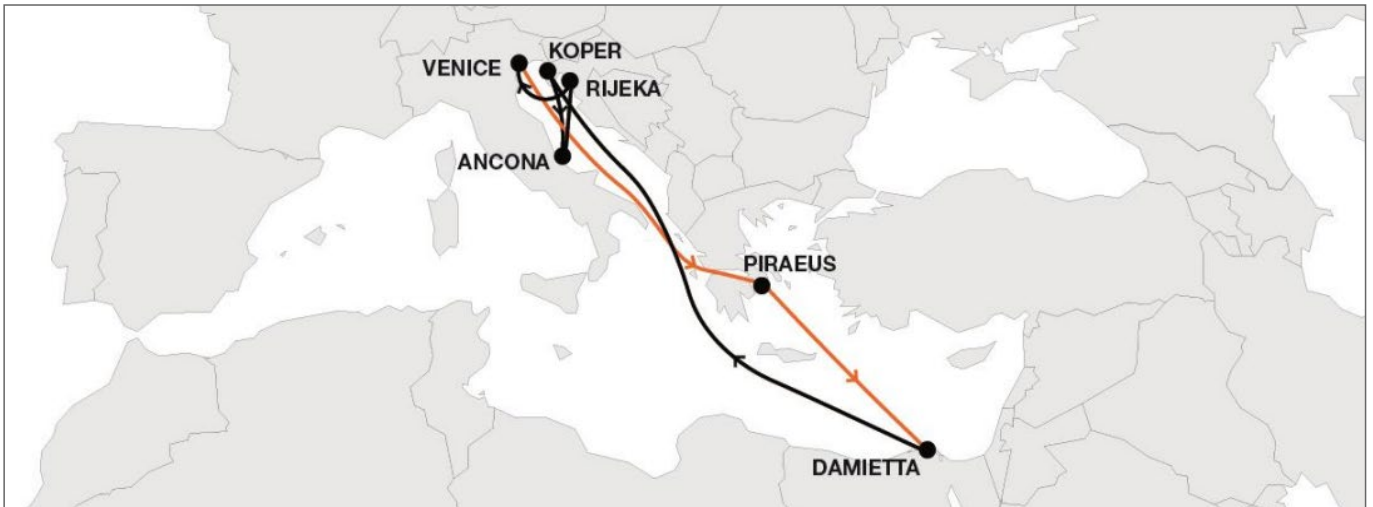 KOPER
VENICE
RIJEKA
ANCONA
PIRAEUS
DAMIETTA